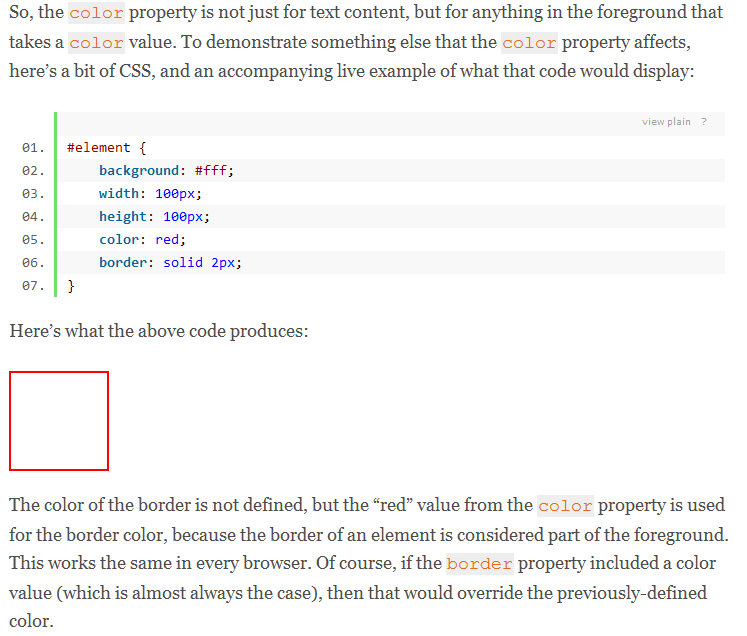 So, the color property is not just for text content, but for anything in the foreground that
takes a color value. To demonstrate something else that the color property affects,
here’s a bit of CSS, and an accompanying live example of what that code would display:
view plain ?
01. #element {
02. background: #fff;
03. width: 100px;
04. height: 100px;
05. color: red;
06. border: solid 2px;
07. }
Here’s what the above code produces:
The color of the border is not defined, but the “red” value from the color property is used
for the border color, because the border of an element is considered part of the foreground.
This works the same in every browser. Of course, if the border property included a color
value (which is almost always the case), then that would override the previously-defined
color.